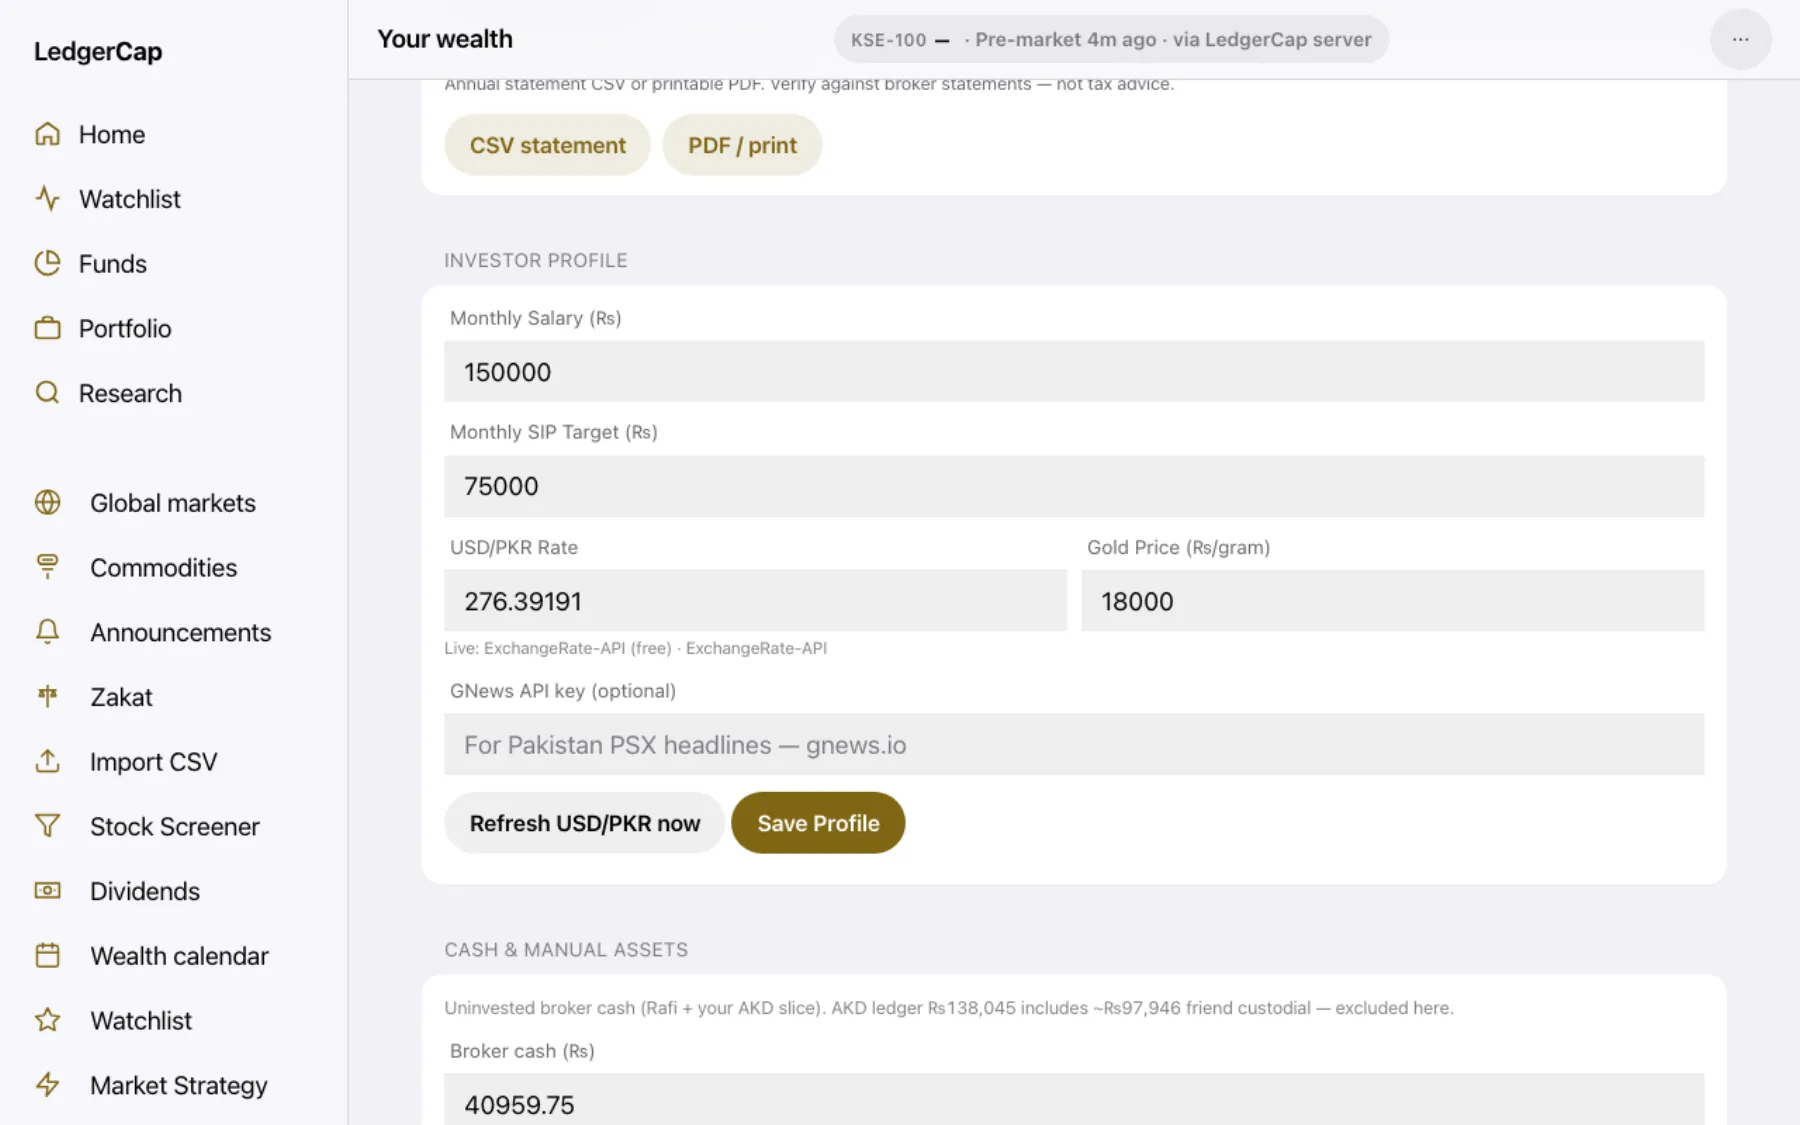 LedgerCap
Home
Watchlist
Funds
Portfolio
Research
Global markets
Commodities
Announcements
Zakat
Import CSV
Stock Screener
Dividends
Wealth calendar
Watchlist
Market Strategy
Your wealth
KSE-100 — · Pre-market 4m ago · via LedgerCap server
...
Annual statement CSV or printable PDF. Verify against broker statements — not tax advice.
CSV statement
PDF / print
INVESTOR PROFILE
Monthly Salary (₨)
150000
Monthly SIP Target (₨)
75000
USD/PKR Rate
276.39191
Gold Price (₨/gram)
18000
Live: ExchangeRate-API (free) · ExchangeRate-API
GNews API key (optional)
For Pakistan PSX headlines — gnews.io
Refresh USD/PKR now
Save Profile
CASH & MANUAL ASSETS
Uninvested broker cash (Rafi + your AKD slice). AKD ledger ₨138,045 includes ~₨97,946 friend custodial — excluded here.
Broker cash (₨)
40959.75